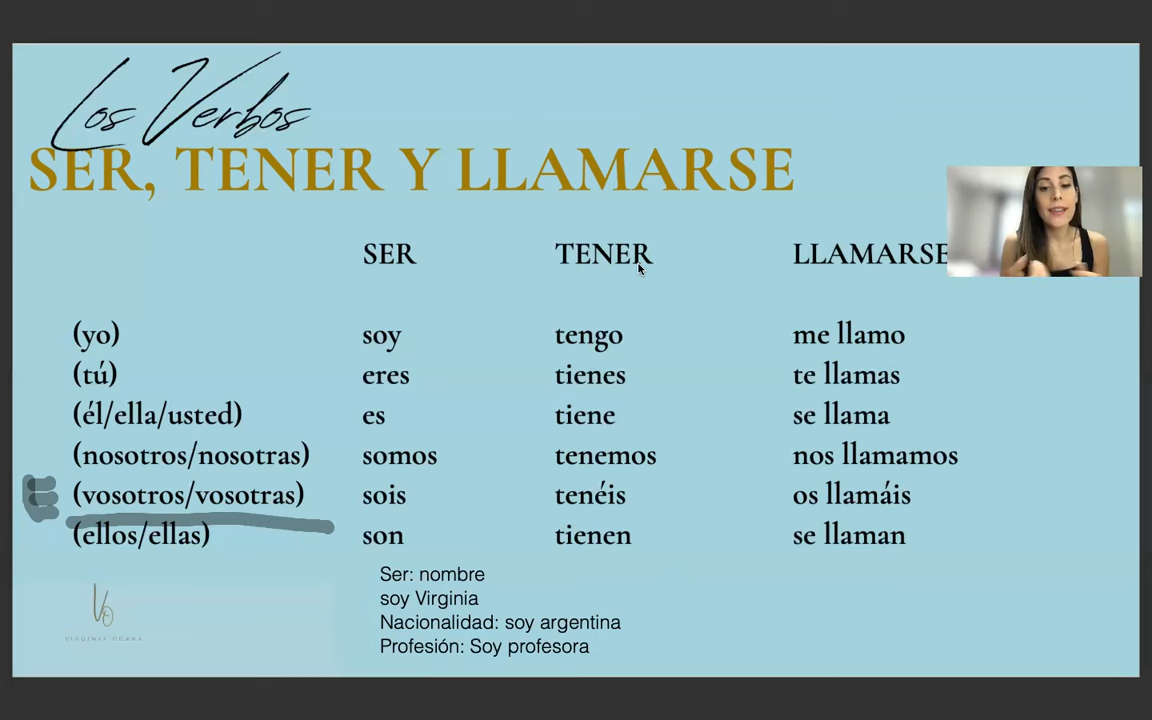 Los Verbos
SER, TENER Y LLAMARSE
SER TENER LLAMARSE
(yo) soy tengo me llamo
(tú) eres tienes te llamas
(él/ella/usted) es tiene se llama
(nosotros/nosotras) somos tenemos nos llamamos
(vosotros/vosotras) sois tenéis os llamáis
(ellos/ellas) son tienen se llaman
Ser: nombre
soy Virginia
Nacionalidad: soy argentina
Profesión: Soy profesora